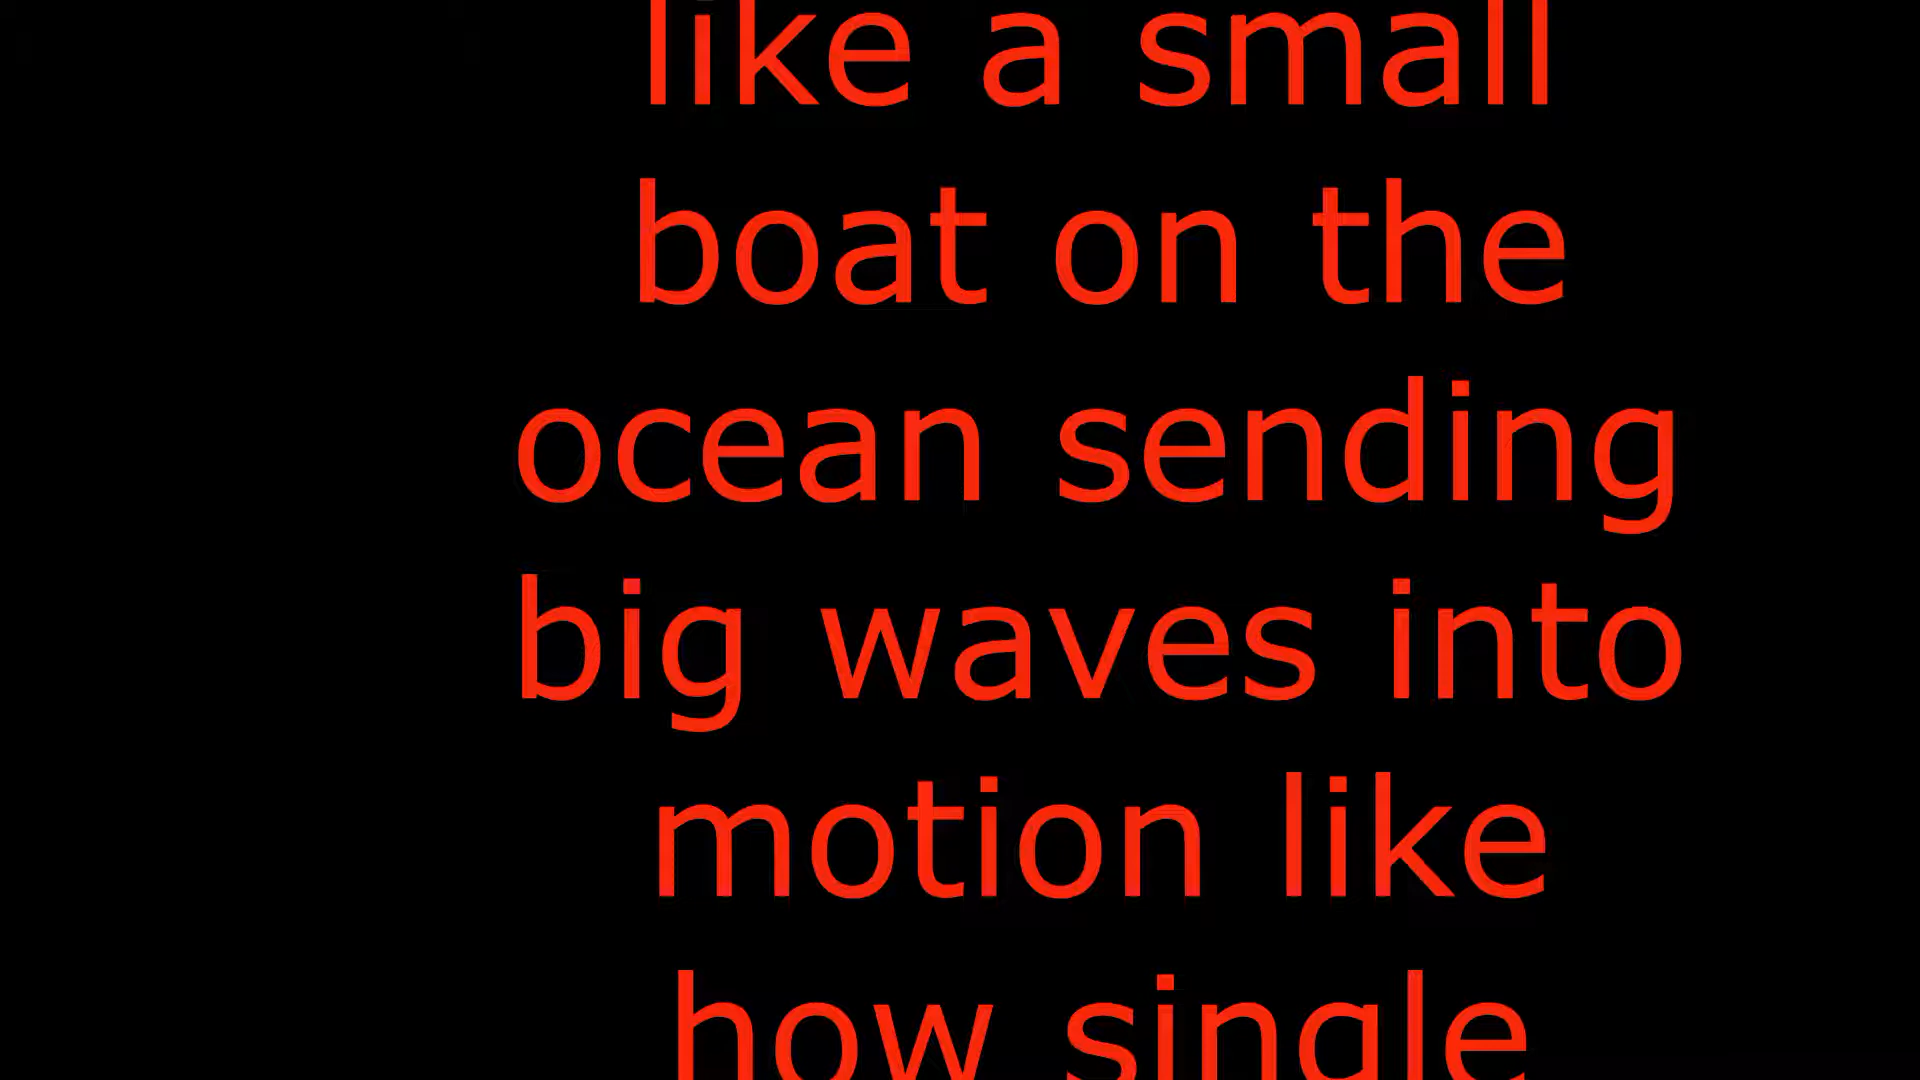 like a small
boat on the
ocean sending
big waves into
motion like
how single